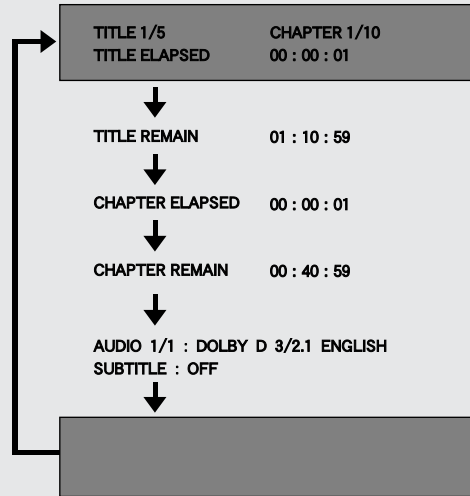 TITLE 1/5 CHAPTER 1/10
TITLE ELAPSED 00 : 00 : 01
TITLE REMAIN 01 : 10 : 59
CHAPTER ELAPSED 00 : 00 : 01
CHAPTER REMAIN 00 : 40 : 59
AUDIO 1/1 : DOLBY D 3/2.1 ENGLISH
SUBTITLE : OFF